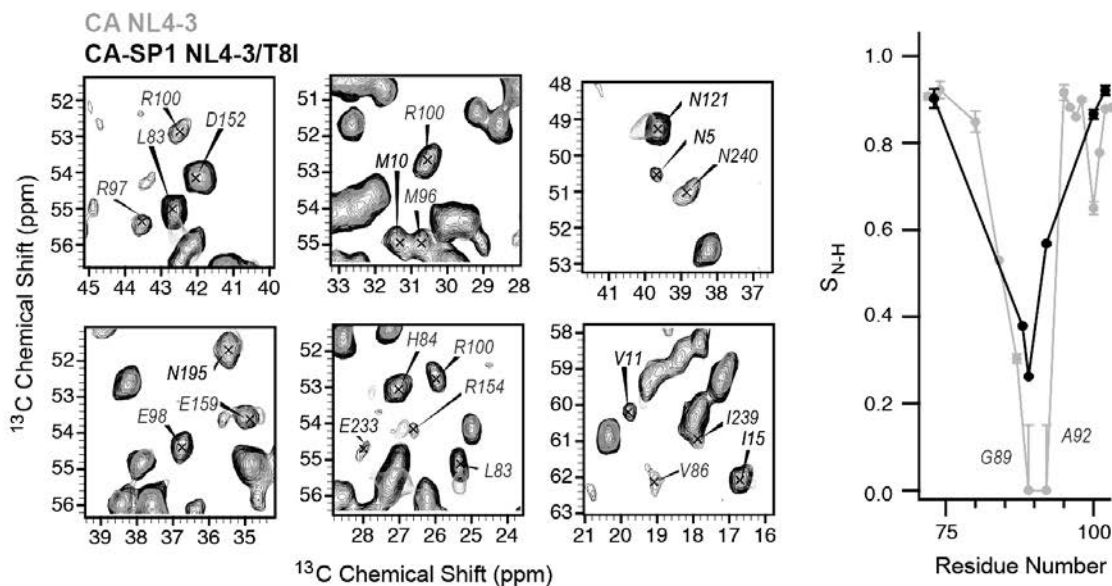 CA NL4-3
CA-SP1 NL4-3/T8I
13C Chemical Shift (ppm)
52
53
54
55
56
45 44 43 42 41 40
R100
L83
D152
R97
51
52
53
54
55
33 32 31 30 29 28
R100
M10
M96
48
49
50
51
52
53
41 40 39 38 37
N121
N5
N240
52
53
54
55
56
39 38 37 36 35
N195
E98
E159
52
53
54
55
56
28 27 26 25 24
H84
R100
R154
E233
L83
58
59
60
61
62
63
21 20 19 18 17 16
V11
I239
I15
V86
13C Chemical Shift (ppm)
SN-H
1.0
0.8
0.6
0.4
0.2
0.0
G89
A92
75 100
Residue Number